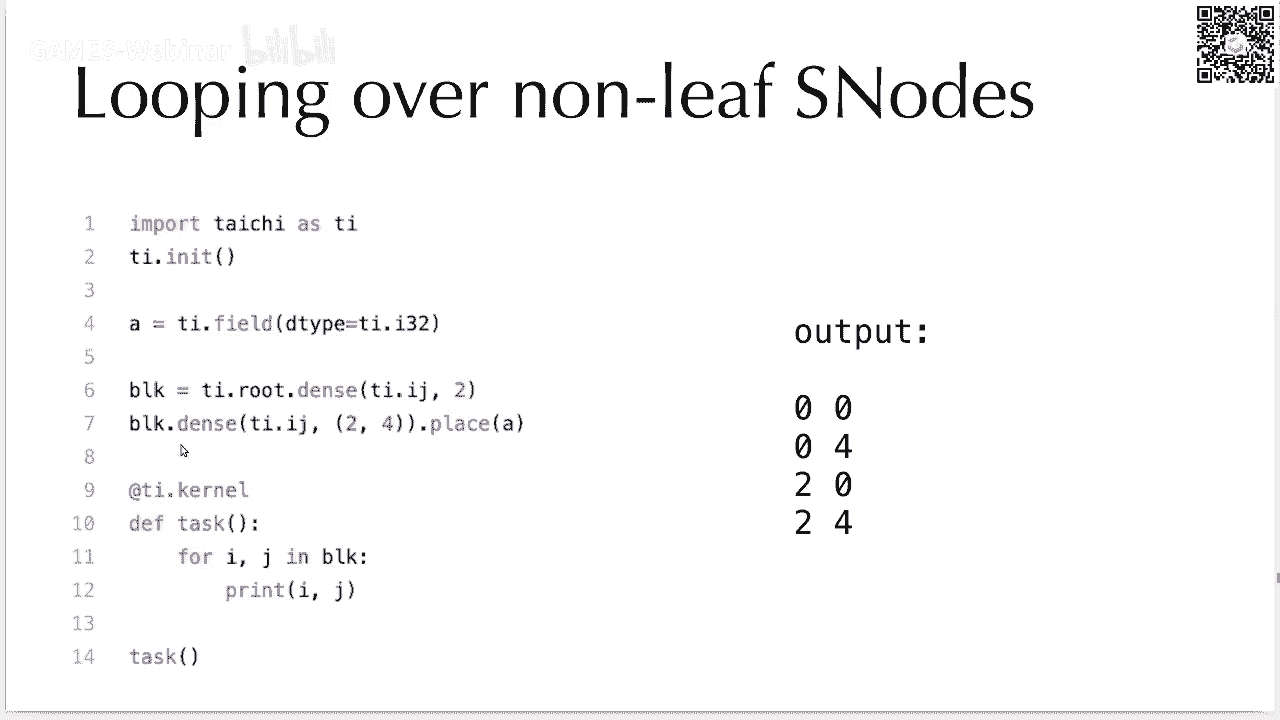 GAMES-Webinar bilibili
Looping over non-leaf SNodes
1 import taichi as ti
2 ti.init()
3
4 a = ti.field(dtype=ti.i32)
5
6 blk = ti.root.dense(ti.ij, 2)
7 blk.dense(ti.ij, (2, 4)).place(a)
8
9 @ti.kernel
10 def task():
11 for i, j in blk:
12 print(i, j)
13
14 task()
output:
0 0
0 4
2 0
2 4